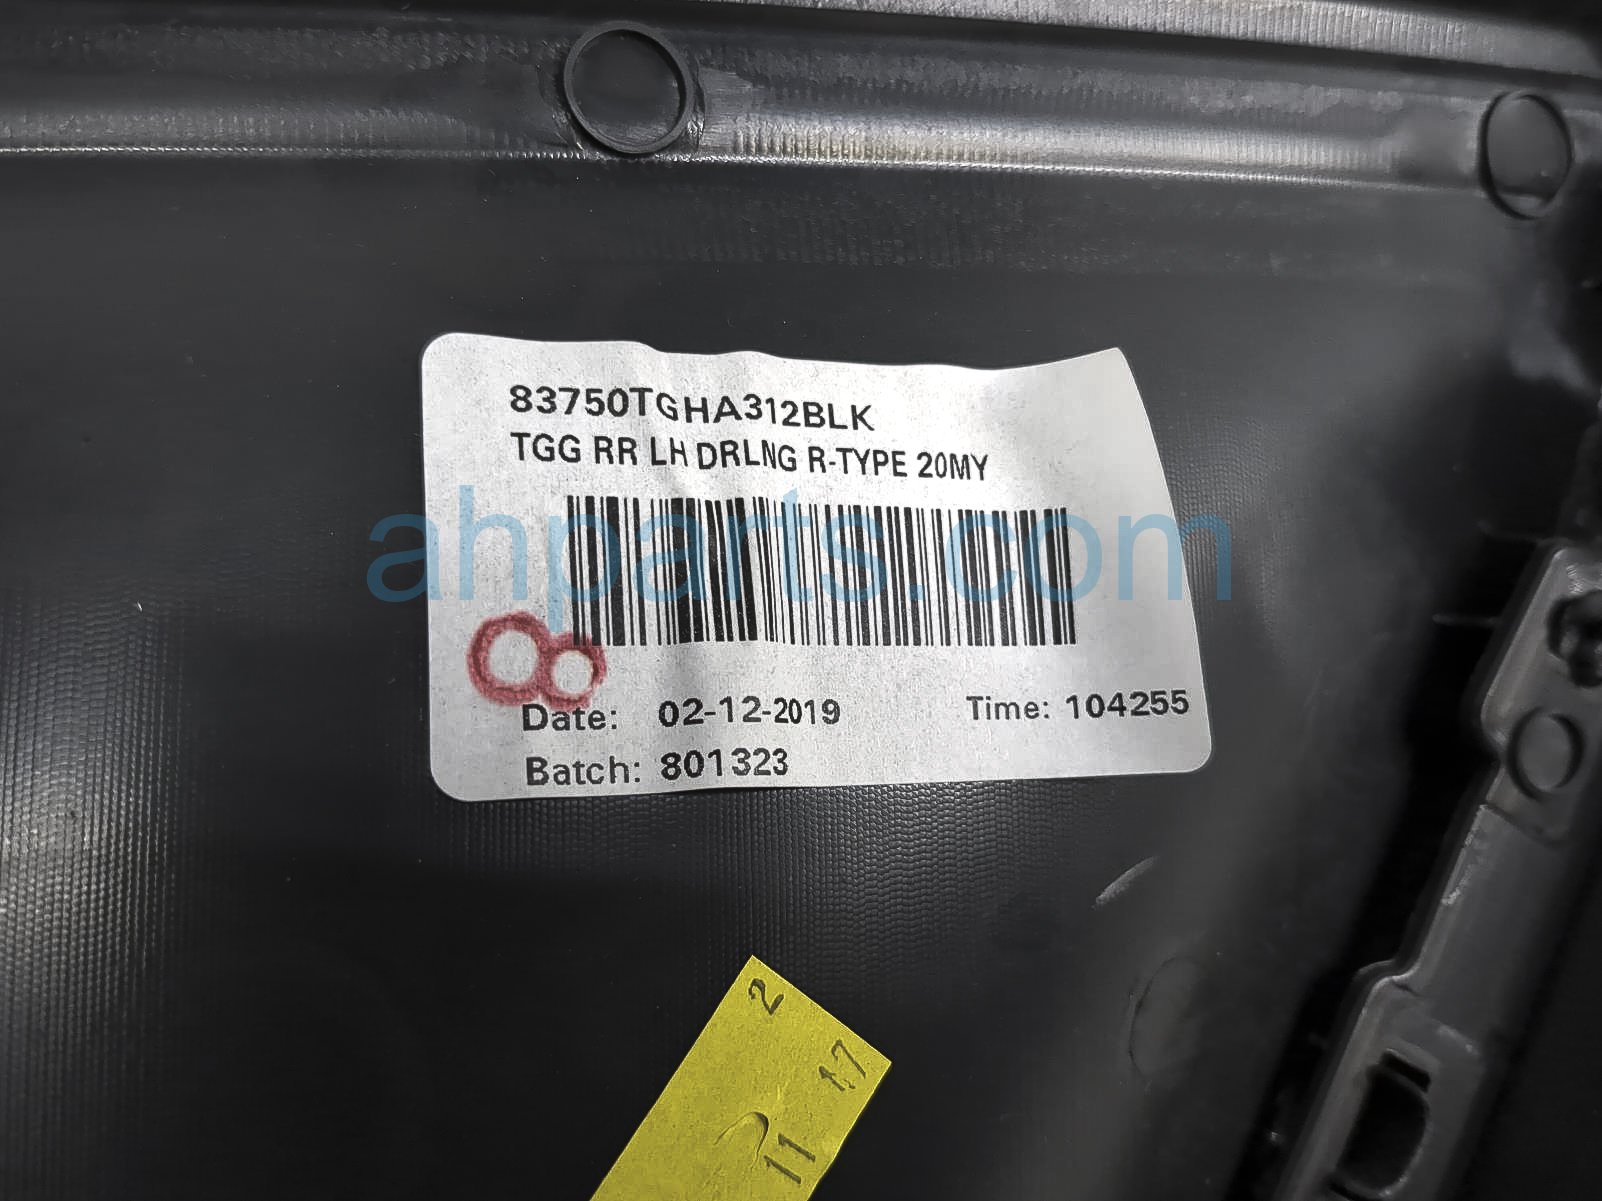 83750TGHA312BLK
TGG RR LH DRLNG R-TYPE 20MY
ahparts.com
Date: 02-12-2019 Time: 104255
Batch: 801323
2
17
11